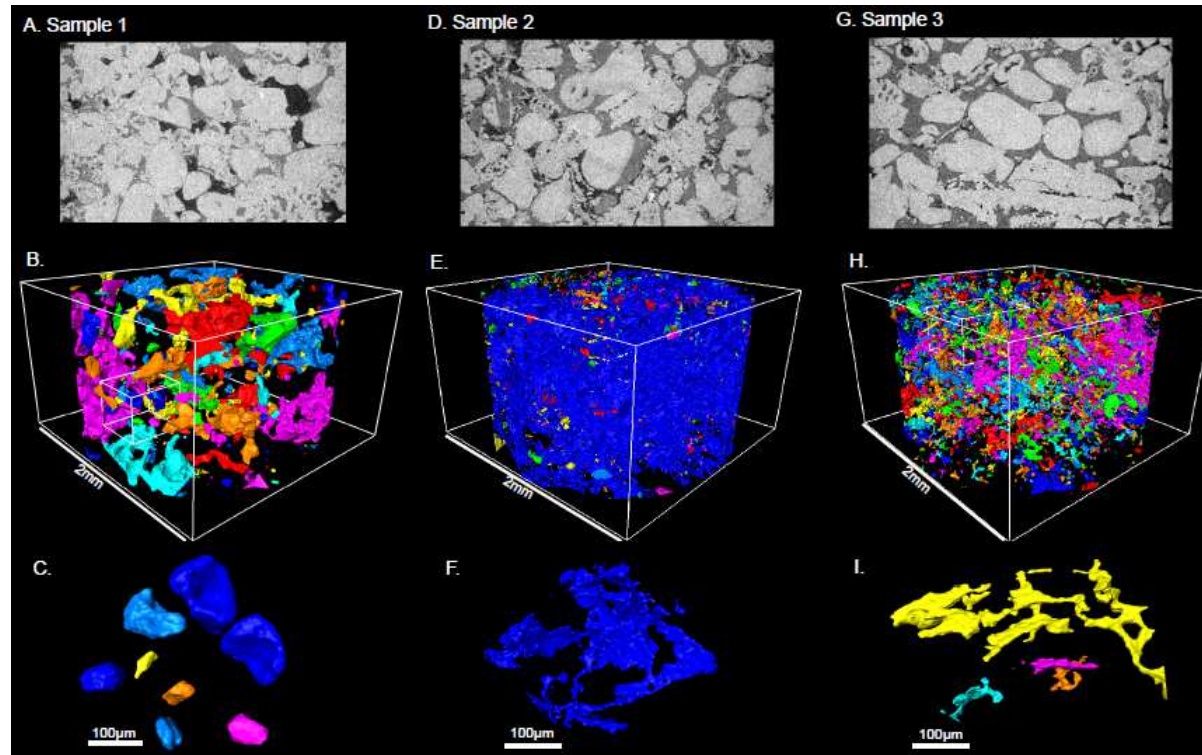 A. Sample 1
D. Sample 2
G. Sample 3
B.
E.
H.
2mm
2mm
2mm
C.
F.
I.
100µm
100µm
100µm